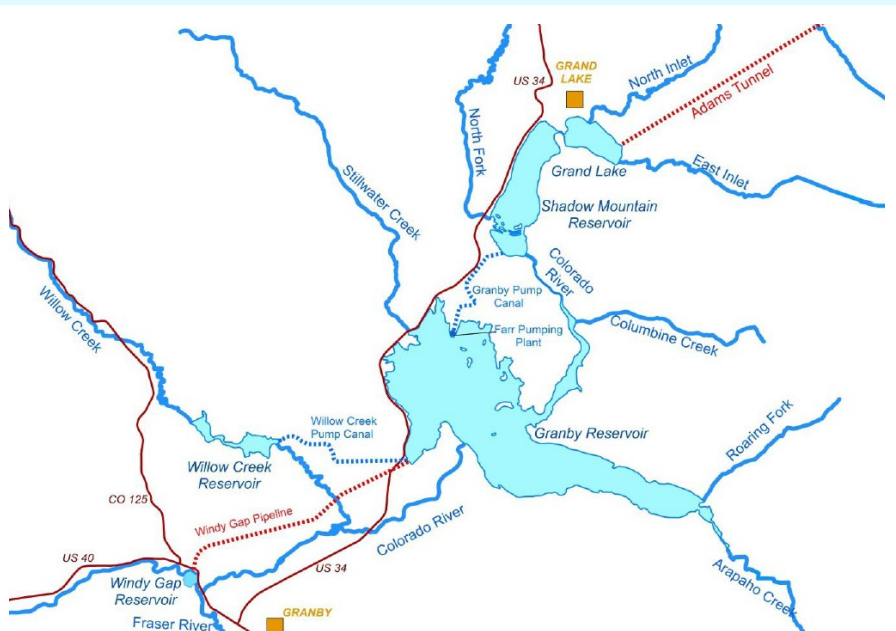 GRAND
LAKE
US 34
North Inlet
Adams Tunnel
North Fork
East Inlet
Grand Lake
Stillwater Creek
Shadow Mountain
Reservoir
Colorado
River
Granby Pump
Canal
Willow Creek
Farr Pumping
Plant
Columbine Creek
Roaring Fork
Willow Creek
Pump Canal
Granby Reservoir
Willow Creek
Reservoir
CO 125
Windy Gap Pipeline
Colorado River
US 40
US 34
Windy Gap
Reservoir
Arapaho Creek
GRANBY
Fraser River